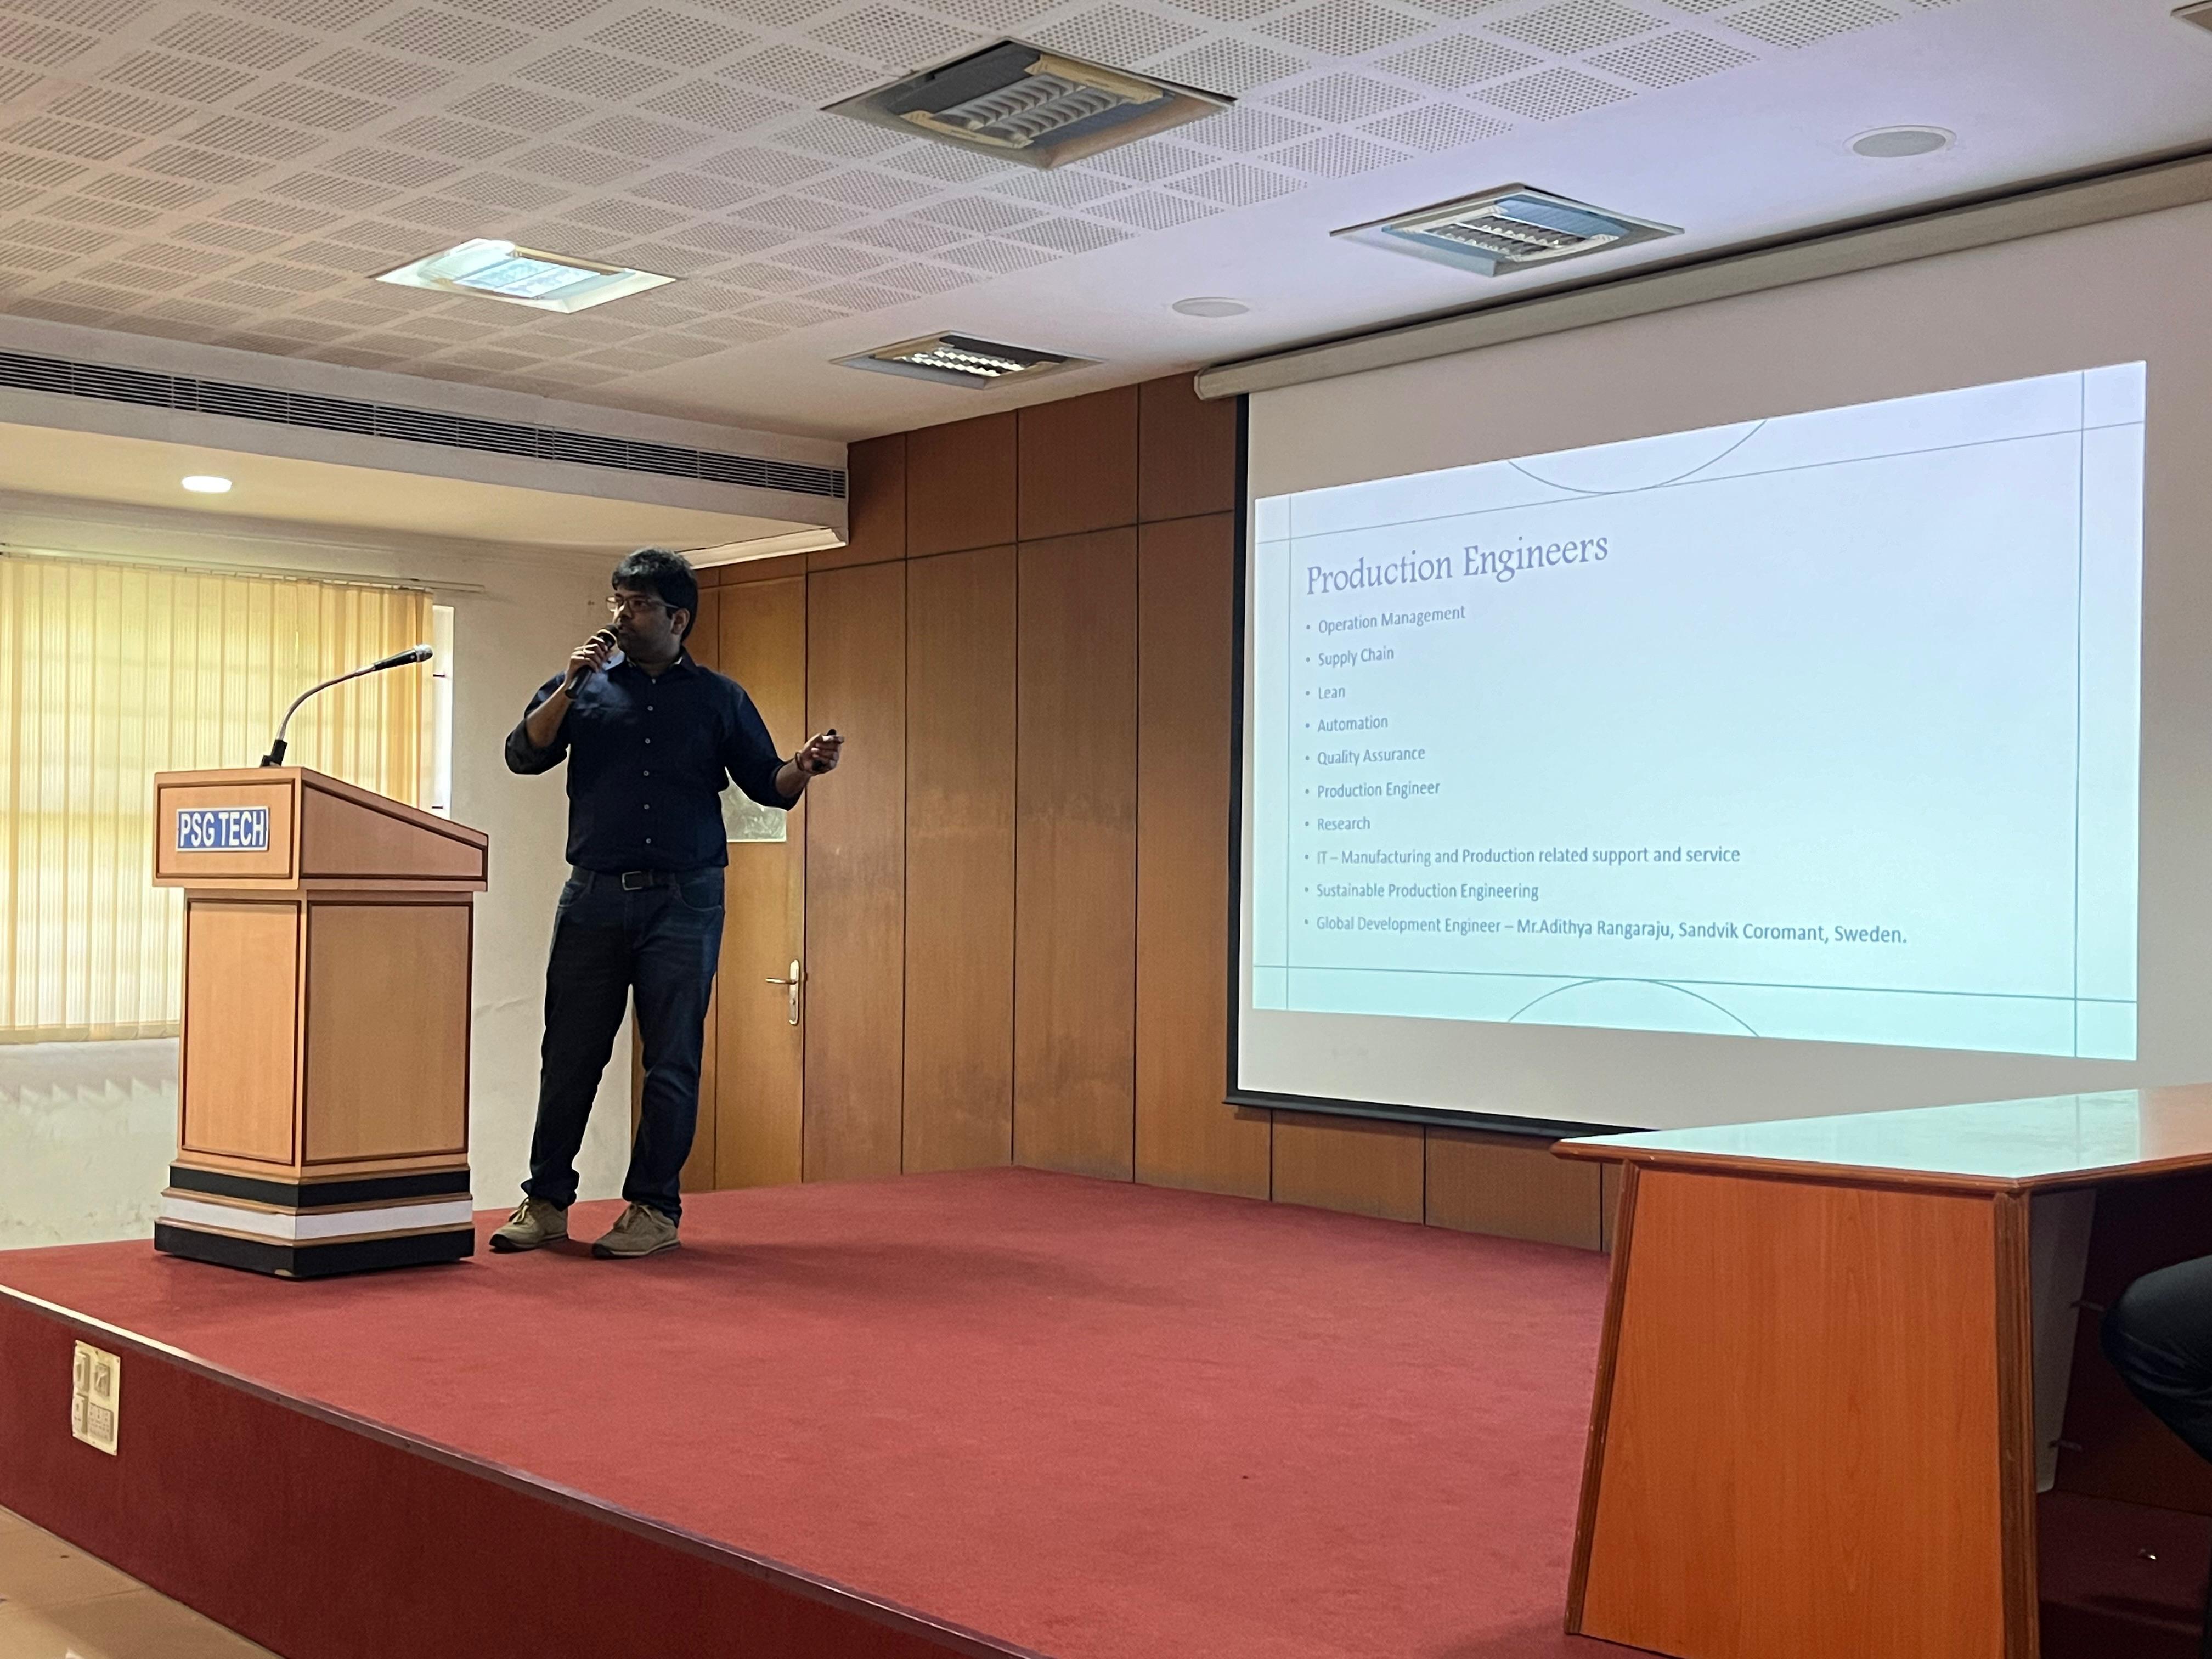 PSG TECH
Production Engineers
• Operation Management
• Supply Chain
• Lean
• Automation
• Quality Assurance
• Production Engineer
• Research
• IT – Manufacturing and Production related support and service
• Sustainable Production Engineering
• Global Development Engineer – Mr.Adithya Rangaraju, Sandvik Coromant, Sweden.